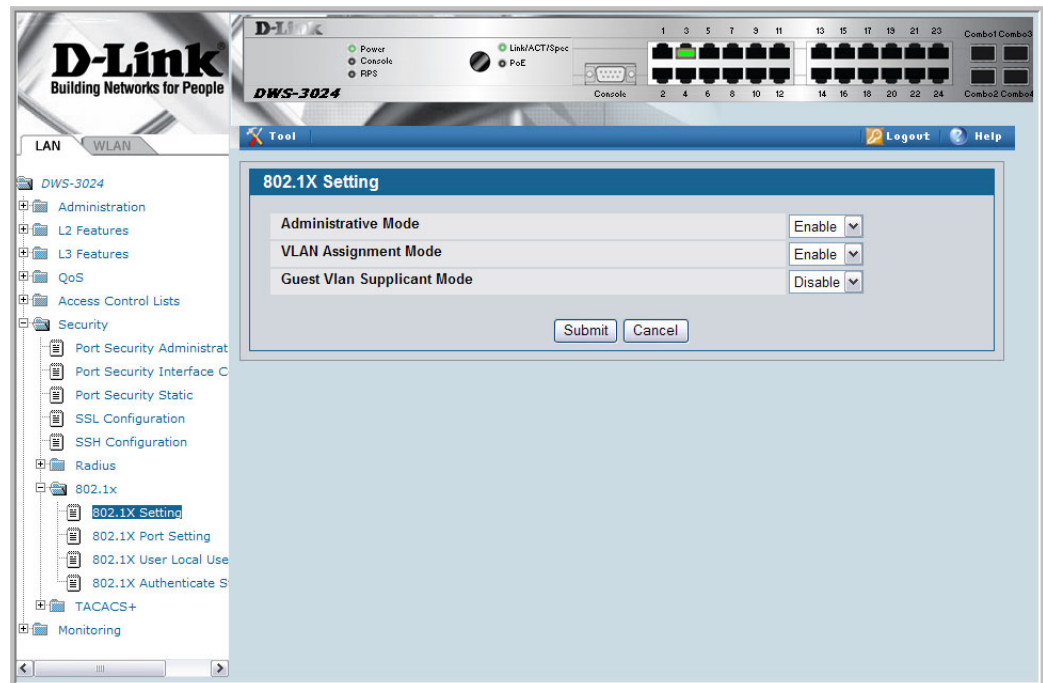 D-Link
Building Networks for People
D-Link
Power
Console
RPS
Link/ACT/Spec
PoE
DWS-3024
Console
1 3 5 7 9 11 13 15 17 19 21 23
2 4 6 8 10 12 14 16 18 20 22 24
Combo1 Combo3
Combo2 Combo4
LAN WLAN
Tool
Logout
Help
DWS-3024
Administration
L2 Features
L3 Features
QoS
Access Control Lists
Security
Port Security Administrat
Port Security Interface C
Port Security Static
SSL Configuration
SSH Configuration
Radius
802.1x
802.1X Setting
802.1X Port Setting
802.1X User Local Use
802.1X Authenticate S
TACACS+
Monitoring
802.1X Setting
Administrative Mode Enable
VLAN Assignment Mode Enable
Guest Vlan Supplicant Mode Disable
Submit Cancel